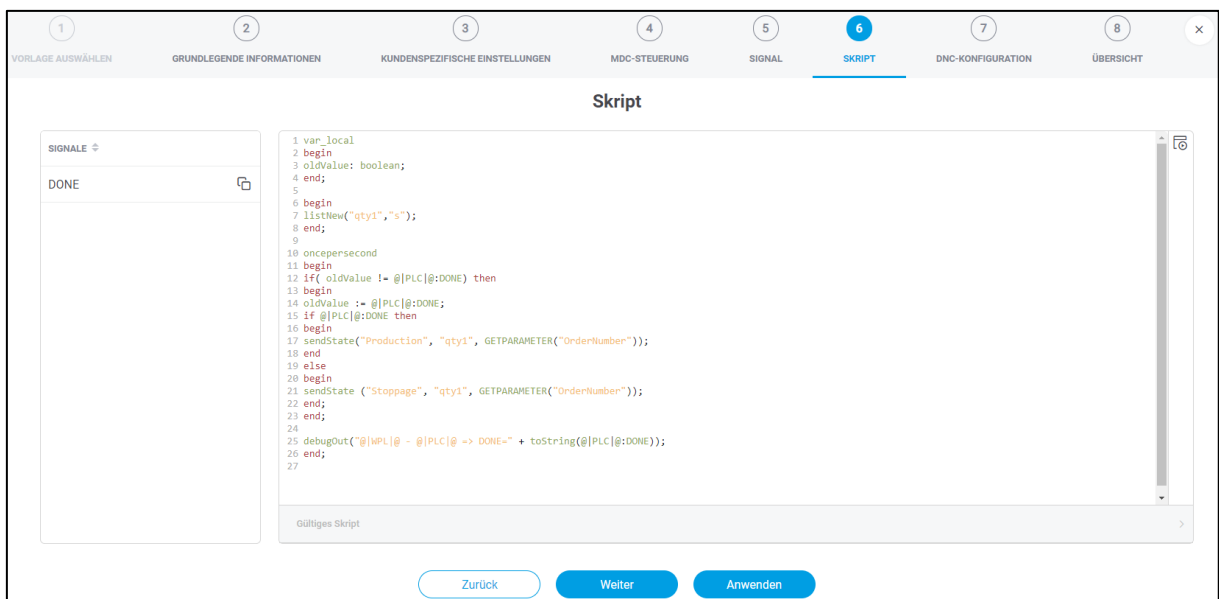 1 2 3 4 5 6 7 8
VORLAGE AUSWÄHLEN GRUNDLEGENDE INFORMATIONEN KUNDENSPEZIFISCHE EINSTELLUNGEN MDC-STEUERUNG SIGNAL SKRIPT DNC-KONFIGURATION ÜBERSICHT
Skript
SIGNALE
DONE
1 var_local
2 begin
3 oldValue: boolean;
4 end;
5
6 begin
7 listNew("qty1","s");
8 end;
9
10 oncepersecond
11 begin
12 if( oldValue != @|PLC|@:DONE) then
13 begin
14 oldValue := @|PLC|@:DONE;
15 if @|PLC|@:DONE then
16 begin
17 sendState("Production", "qty1", GETPARAMETER("OrderNumber"));
18 end
19 else
20 begin
21 sendState ("Stoppage", "qty1", GETPARAMETER("OrderNumber"));
22 end;
23 end;
24
25 debugOut("@|WPL|@ - @|PLC|@ => DONE=" + toString(@|PLC|@:DONE));
26 end;
27
Gültiges Skript
Zurück Weiter Anwenden